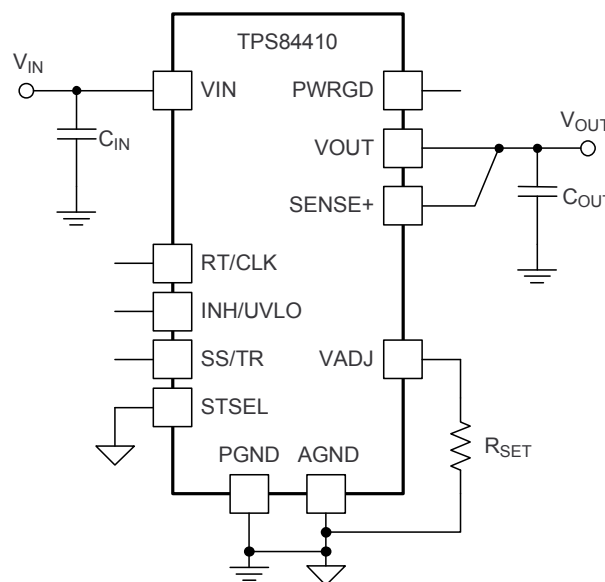 TPS84410
VIN
VIN
PWRGD
CIN
VOUT
VOUT
SENSE+
COUT
RT/CLK
INH/UVLO
SS/TR
VADJ
STSEL
PGND
AGND
RSET